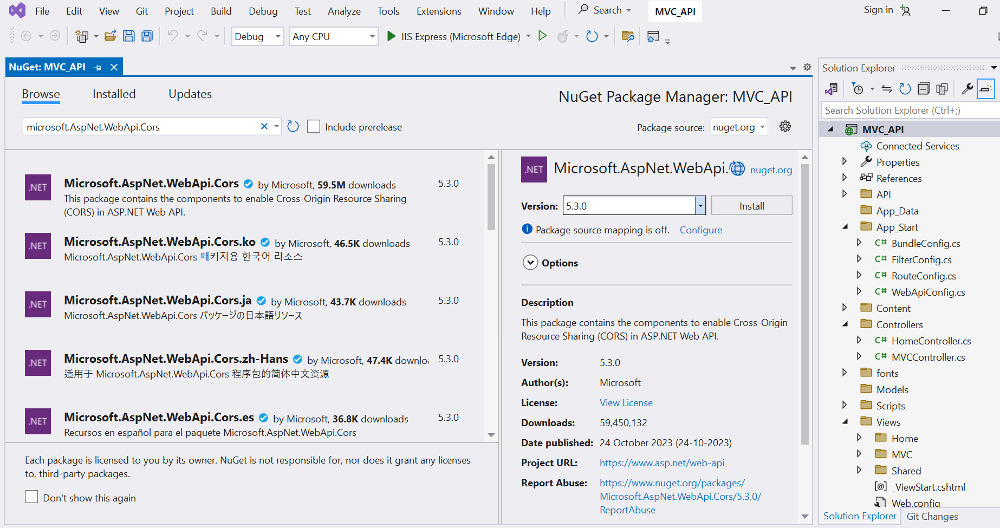 File Edit View Git Project Build Debug Test Analyze Tools Extensions Window Help Search MVC_API Sign in
Debug Any CPU IIS Express (Microsoft Edge)
NuGet: MVC_API
Browse Installed Updates
NuGet Package Manager: MVC_API
microsoft.AspNet.WebApi.Cors Include prerelease
Package source: nuget.org
.NET
Microsoft.AspNet.WebApi.Cors by Microsoft, 59.5M downloads 5.3.0
This package contains the components to enable Cross-Origin Resource Sharing
(CORS) in ASP.NET Web API.
.NET
Microsoft.AspNet.WebApi.Cors.ko by Microsoft, 46.5K downloads 5.3.0
Microsoft.AspNet.WebApi.Cors 패키지용 한국어 리소스
.NET
Microsoft.AspNet.WebApi.Cors.ja by Microsoft, 43.7K downloads 5.3.0
Microsoft.AspNet.WebApi.Cors パッケージの日本語リソース
.NET
Microsoft.AspNet.WebApi.Cors.zh-Hans by Microsoft, 47.4K downloa 5.3.0
适用于 Microsoft.AspNet.WebApi.Cors 程序包的简体中文资源
.NET
Microsoft.AspNet.WebApi.Cors.es by Microsoft, 36.8K downloads 5.3.0
Recursos en español para el paquete Microsoft.AspNet.WebApi.Cors
Each package is licensed to you by its owner. NuGet is not responsible for, nor does it grant any licenses
to, third-party packages.
Don't show this again
.NET
Microsoft.AspNet.WebApi. nuget.org
Version: 5.3.0 Install
Package source mapping is off. Configure
Options
Description
This package contains the components to enable Cross-Origin
Resource Sharing (CORS) in ASP.NET Web API.
Version: 5.3.0
Author(s): Microsoft
License: View License
Downloads: 59,450,132
Date published: 24 October 2023 (24-10-2023)
Project URL: https://www.asp.net/web-api
Report Abuse: https://www.nuget.org/packages/
Microsoft.AspNet.WebApi.Cors/5.3.0/
ReportAbuse
Solution Explorer
Search Solution Explorer (Ctrl+;)
MVC_API
Connected Services
Properties
References
API
App_Data
App_Start
C# BundleConfig.cs
C# FilterConfig.cs
C# RouteConfig.cs
C# WebApiConfig.cs
Content
Controllers
C# HomeController.cs
C# MVCController.cs
fonts
Models
Scripts
Views
Home
MVC
Shared
[@] _ViewStart.cshtml
Web.config
Solution Explorer Git Changes